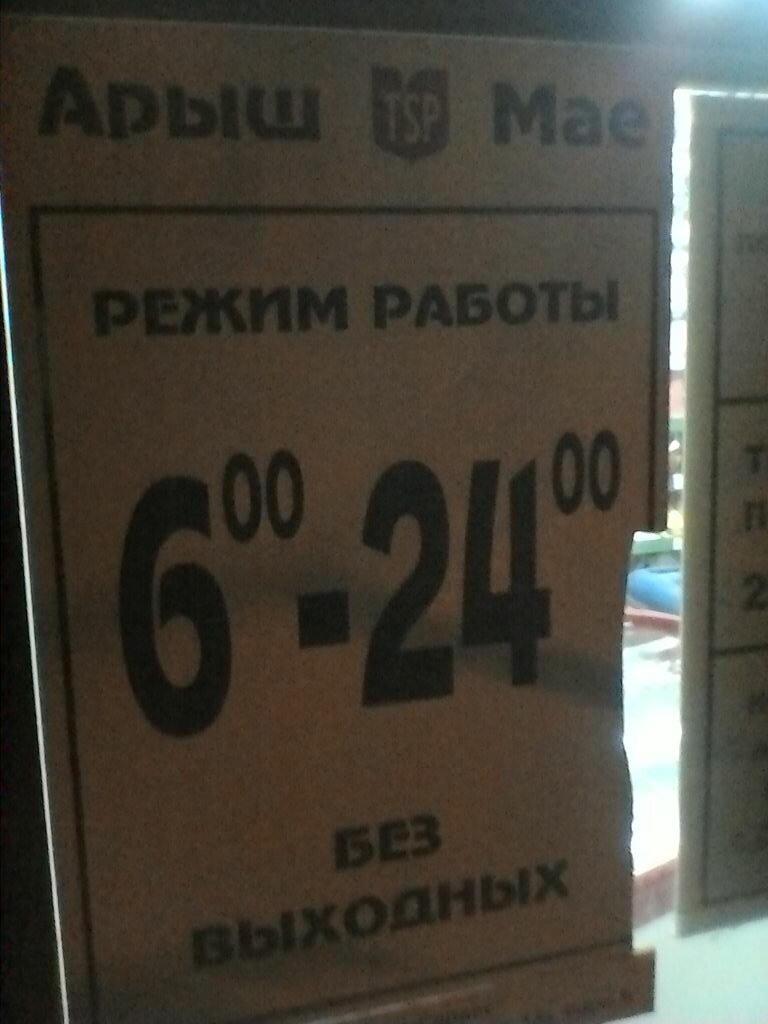 Арыш TSP Мае
РЕЖИМ РАБОТЫ
6⁰⁰-24⁰⁰
БЕЗ
ВЫХОДНЫХ